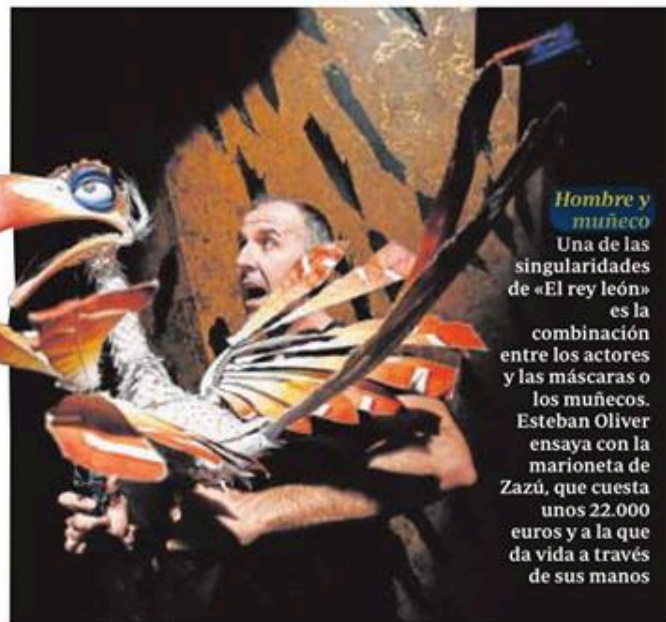 Hombre y
muñeco
Una de las
singularidades
de «El rey león»
es la
combinación
entre los actores
y las máscaras o
los muñecos.
Esteban Oliver
ensaya con la
marioneta de
Zazú, que cuesta
unos 22.000
euros y a la que
da vida a través
de sus manos